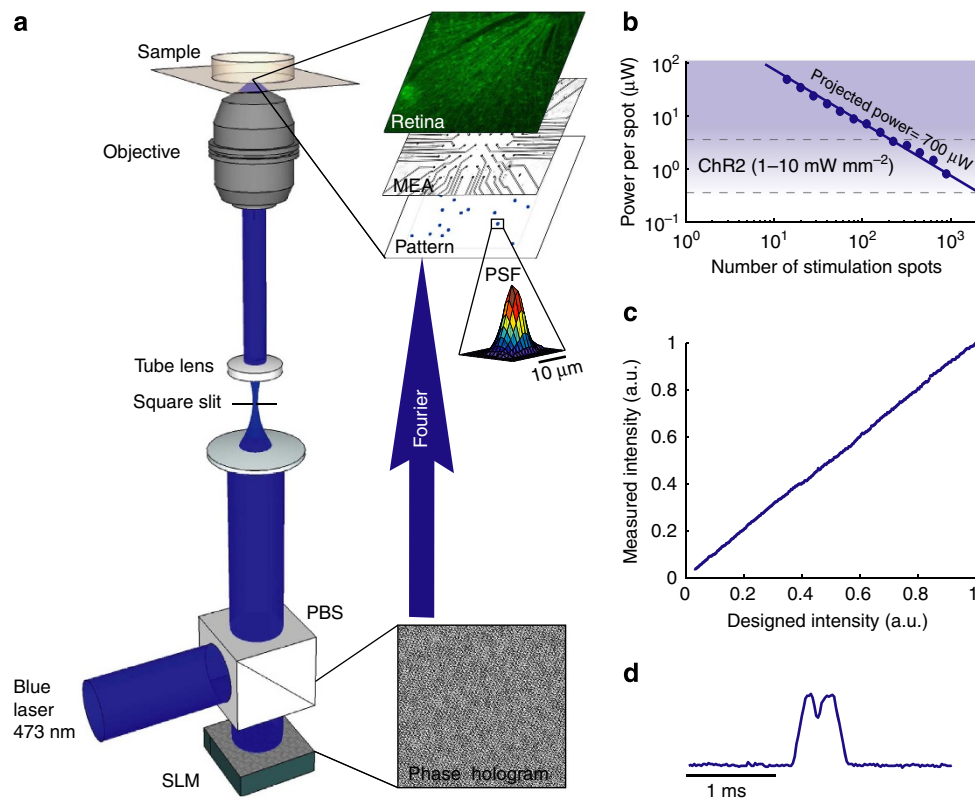 a
Sample
Objective
Tube lens
Square slit
PBS
Blue
laser
473 nm
SLM
Retina
MEA
Pattern
PSF
10 µm
Fourier
Phase hologram
b
Power per spot (µW)
10²
10¹
10⁰
10⁻¹
Projected power= 700 µW
ChR2 (1–10 mW mm⁻²)
10⁰
10¹
10²
10³
Number of stimulation spots
c
Measured intensity (a.u.)
1
0.8
0.6
0.4
0.2
0
0
0.2
0.4
0.6
0.8
1
Designed intensity (a.u.)
d
1 ms